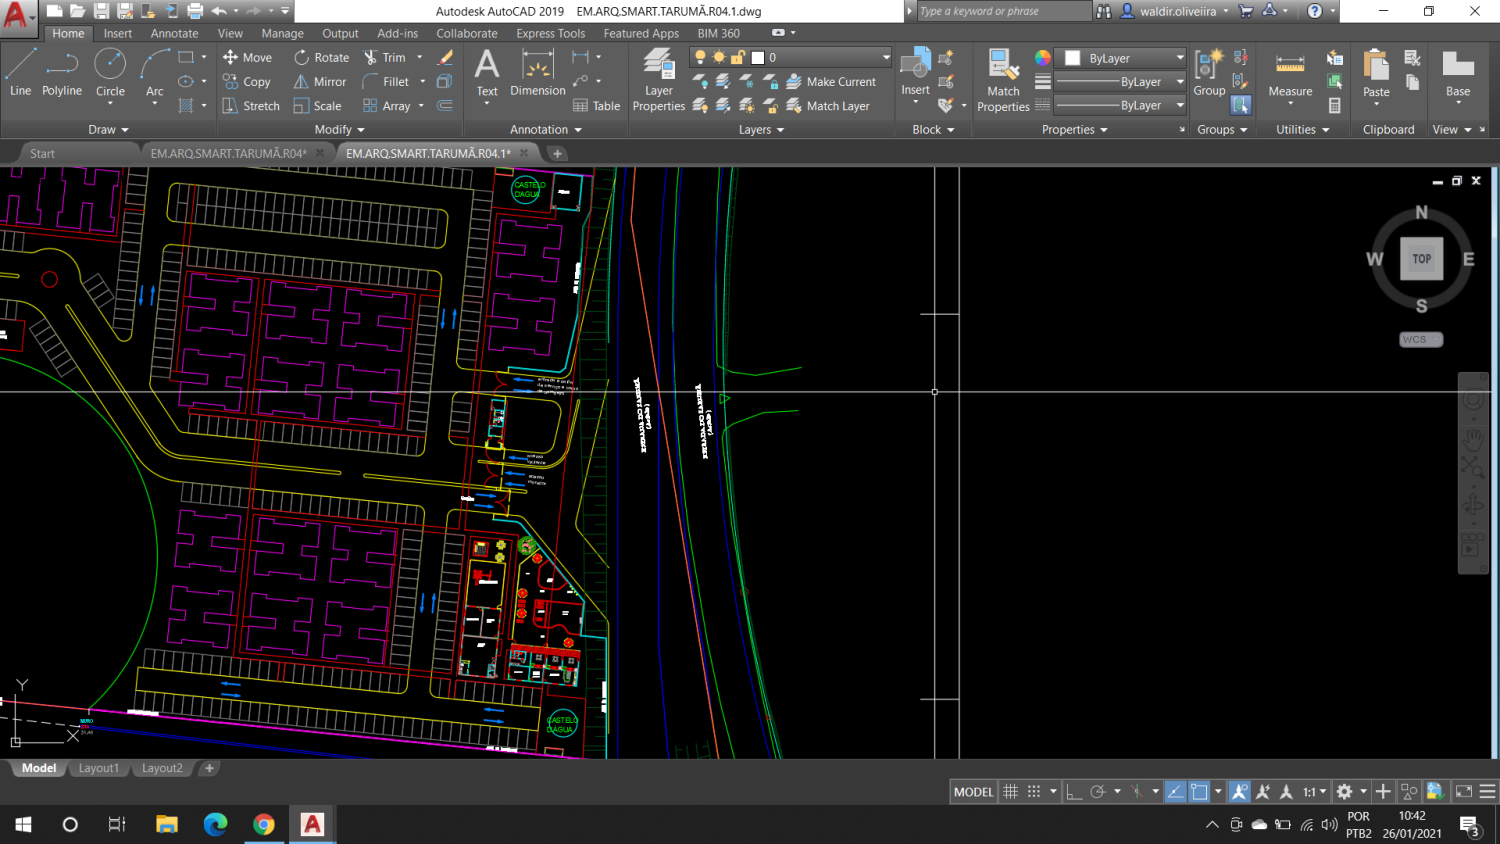 Autodesk AutoCAD 2019 EM.ARQ.SMART.TARUMÃ.R04.1.dwg
Type a keyword or phrase
waldir.oliveiira
Home Insert Annotate View Manage Output Add-ins Collaborate Express Tools Featured Apps BIM 360
Line
Polyline
Circle
Arc
Move
Rotate
Trim
Copy
Mirror
Fillet
Stretch
Scale
Array
Text
Dimension
Table
Layer
Properties
0
Make Current
Match Layer
Insert
Match
Properties
ByLayer
ByLayer
ByLayer
Group
Measure
Paste
Base
Draw Modify Annotation Layers Block Properties Groups Utilities Clipboard View
Start EM.ARQ.SMART.TARUMÃ.R04* EM.ARQ.SMART.TARUMÃ.R04.1*
CASTELO
DÁGUA
N
W TOP E
S
WCS
CASTELO
DÁGUA
Y
X
MURO
Model Layout1 Layout2
MODEL 1:1
POR
PTB2
10:42
26/01/2021
3